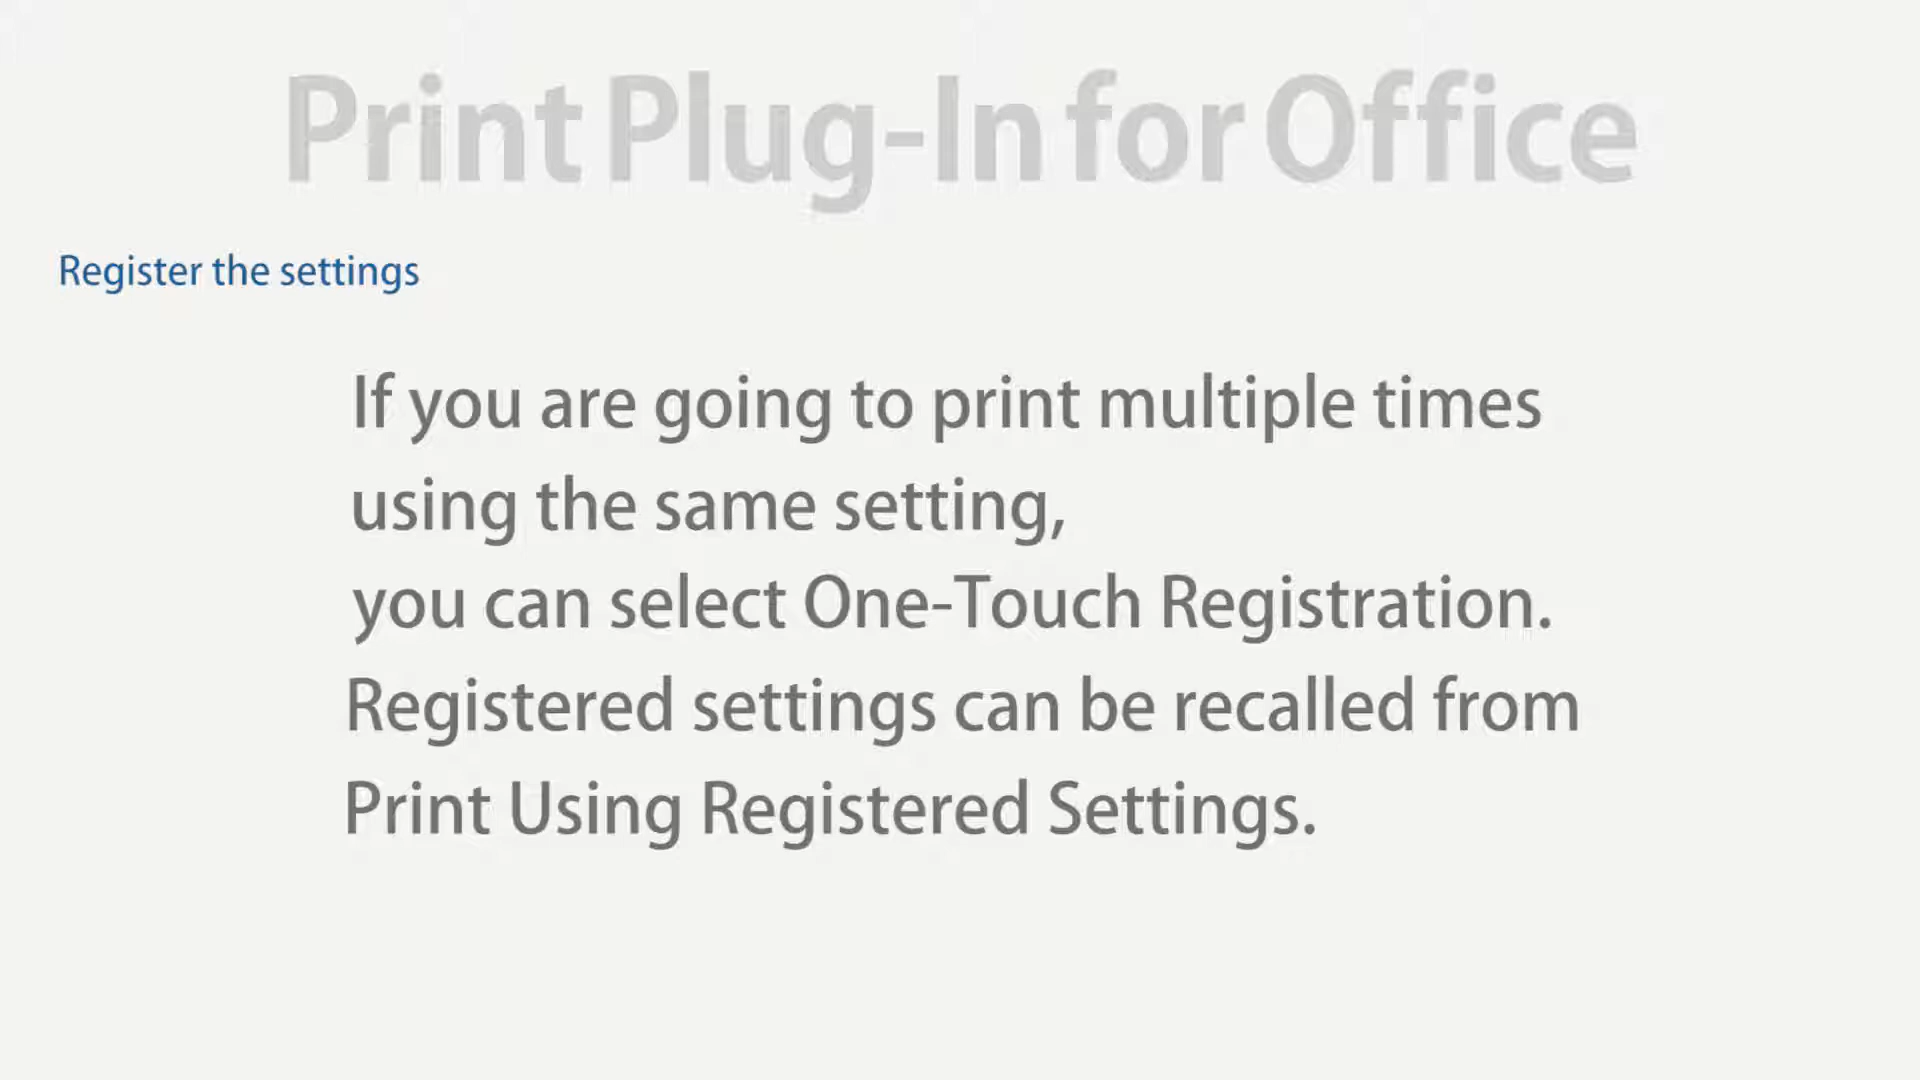 Print Plug-In for Office
Register the settings
If you are going to print multiple times
using the same setting,
you can select One-Touch Registration.
Registered settings can be recalled from
Print Using Registered Settings.